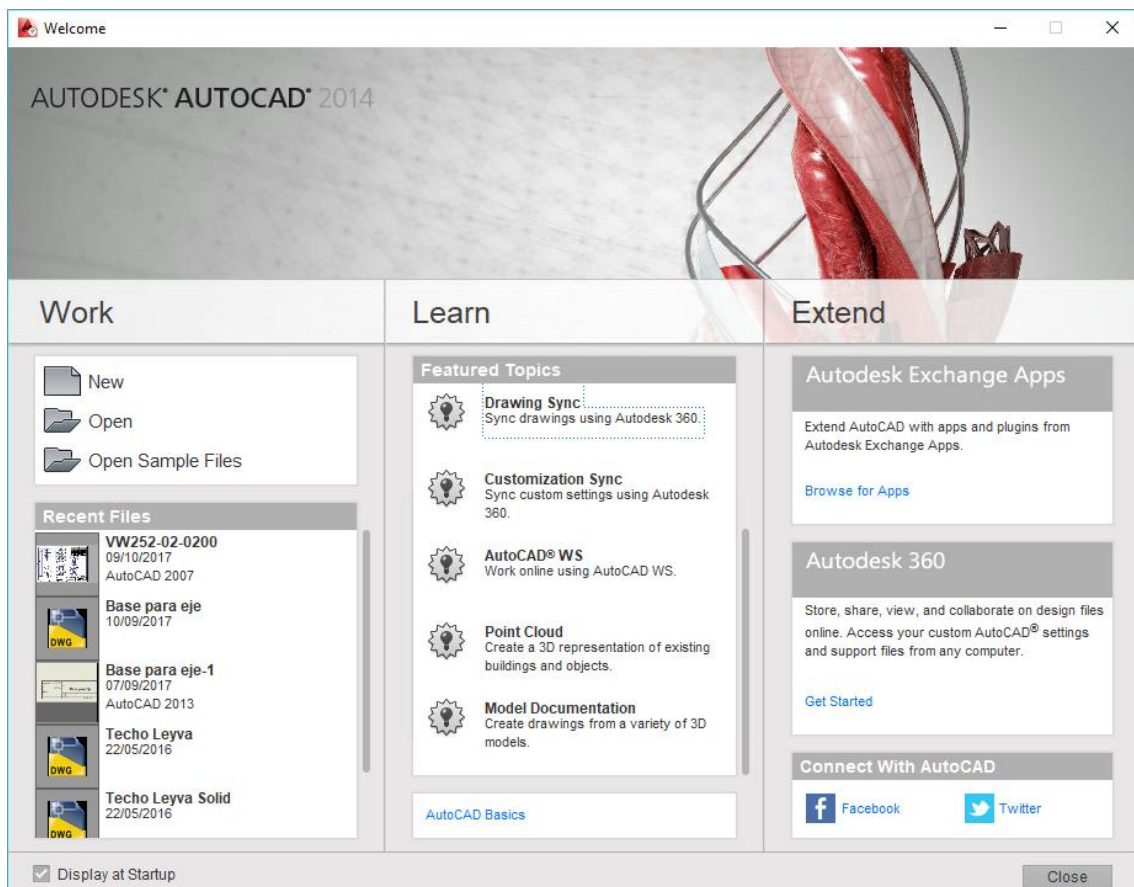 Welcome
AUTODESK® AUTOCAD® 2014
Work
New
Open
Open Sample Files
Recent Files
VW252-02-0200
09/10/2017
AutoCAD 2007
DWG
Base para eje
10/09/2017
Base para eje-1
07/09/2017
AutoCAD 2013
DWG
Techo Leyva
22/05/2016
DWG
Techo Leyva Solid
22/05/2016
Learn
Featured Topics
Drawing Sync
Sync drawings using Autodesk 360.
Customization Sync
Sync custom settings using Autodesk
360.
AutoCAD® WS
Work online using AutoCAD WS.
Point Cloud
Create a 3D representation of existing
buildings and objects.
Model Documentation
Create drawings from a variety of 3D
models.
AutoCAD Basics
Extend
Autodesk Exchange Apps
Extend AutoCAD with apps and plugins from
Autodesk Exchange Apps.
Browse for Apps
Autodesk 360
Store, share, view, and collaborate on design files
online. Access your custom AutoCAD® settings
and support files from any computer.
Get Started
Connect With AutoCAD
Facebook
Twitter
Display at Startup
Close